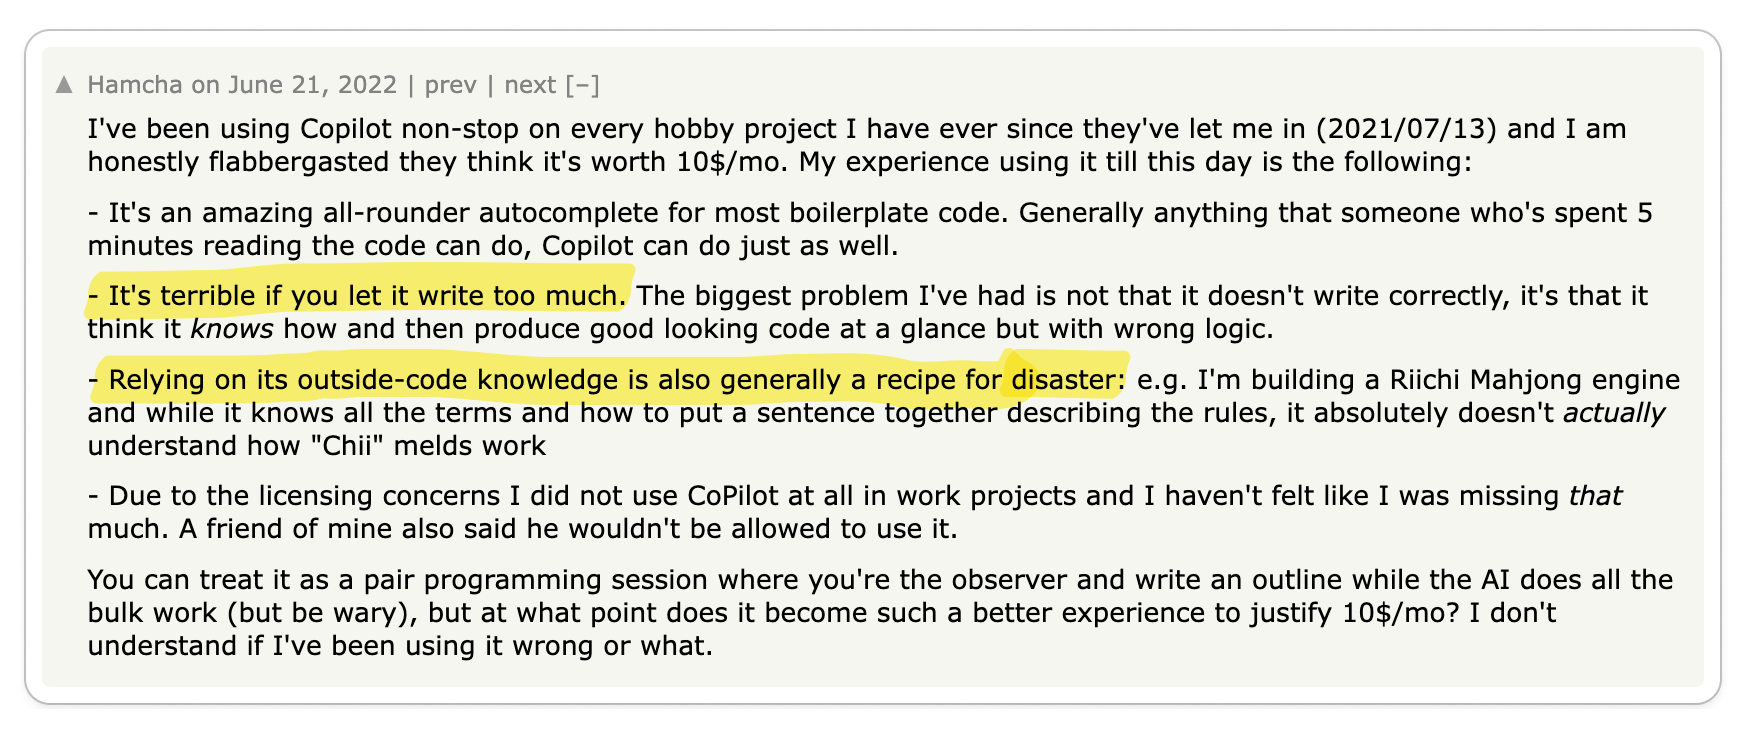 ▲ Hamcha on June 21, 2022 | prev | next [–]
I've been using Copilot non-stop on every hobby project I have ever since they've let me in (2021/07/13) and I am
honestly flabbergasted they think it's worth 10$/mo. My experience using it till this day is the following:
- It's an amazing all-rounder autocomplete for most boilerplate code. Generally anything that someone who's spent 5
minutes reading the code can do, Copilot can do just as well.
- It's terrible if you let it write too much. The biggest problem I've had is not that it doesn't write correctly, it's that it
think it knows how and then produce good looking code at a glance but with wrong logic.
- Relying on its outside-code knowledge is also generally a recipe for disaster: e.g. I'm building a Riichi Mahjong engine
and while it knows all the terms and how to put a sentence together describing the rules, it absolutely doesn't actually
understand how "Chii" melds work
- Due to the licensing concerns I did not use CoPilot at all in work projects and I haven't felt like I was missing that
much. A friend of mine also said he wouldn't be allowed to use it.
You can treat it as a pair programming session where you're the observer and write an outline while the AI does all the
bulk work (but be wary), but at what point does it become such a better experience to justify 10$/mo? I don't
understand if I've been using it wrong or what.